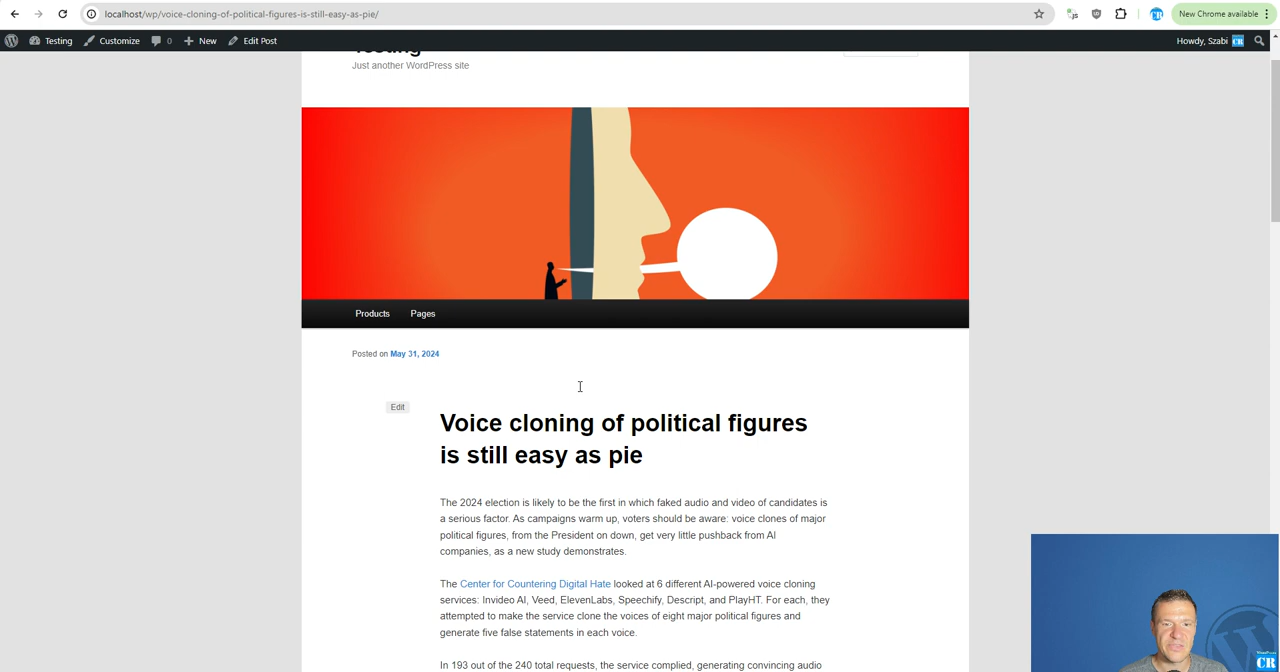 localhost/wp/voice-cloning-of-political-figures-is-still-easy-as-pie/
New Chrome available
Testing
Customize
0
New
Edit Post
Howdy, Szabi
CR
Testing
Just another WordPress site
Products
Pages
Posted on May 31, 2024
Edit
Voice cloning of political figures
is still easy as pie
The 2024 election is likely to be the first in which faked audio and video of candidates is
a serious factor. As campaigns warm up, voters should be aware: voice clones of major
political figures, from the President on down, get very little pushback from AI
companies, as a new study demonstrates.
The Center for Countering Digital Hate looked at 6 different AI-powered voice cloning
services: Invideo AI, Veed, ElevenLabs, Speechify, Descript, and PlayHT. For each, they
attempted to make the service clone the voices of eight major political figures and
generate five false statements in each voice.
In 193 out of the 240 total requests, the service complied, generating convincing audio
CR